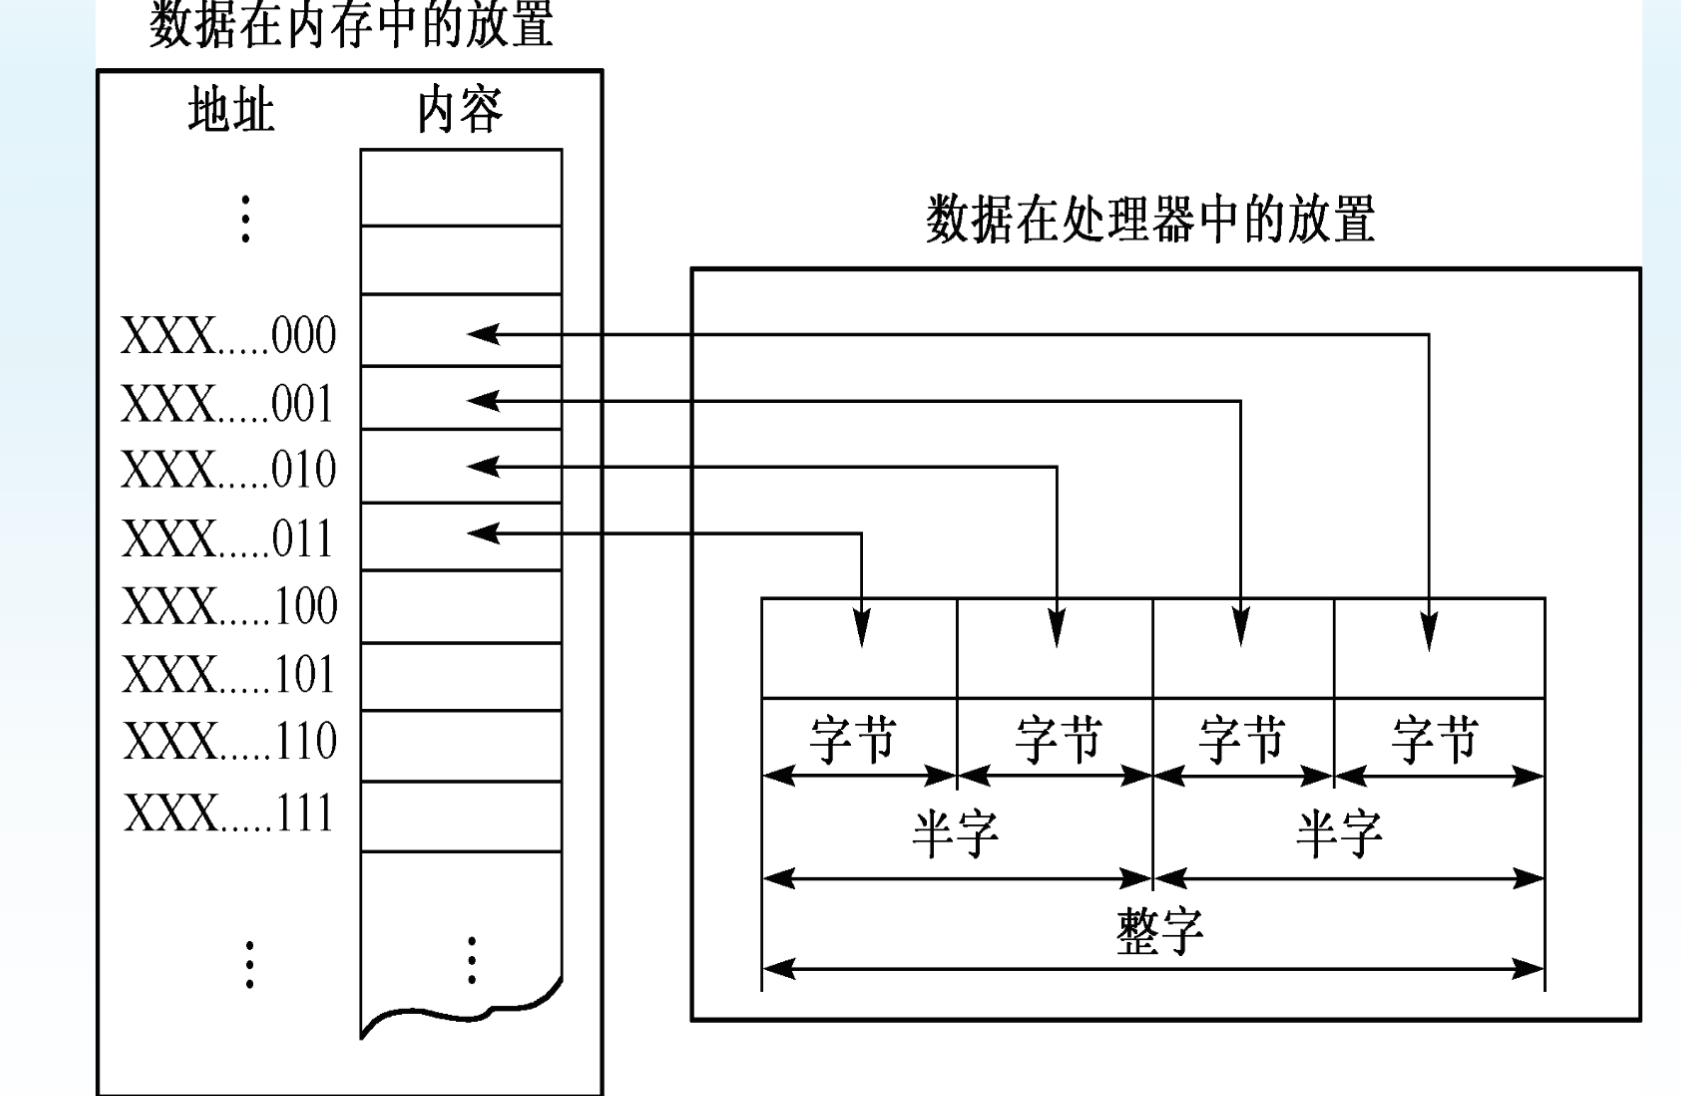 数据在内存中的放置
地址 内容
⋮
XXX.....000
XXX.....001
XXX.....010
XXX.....011
XXX.....100
XXX.....101
XXX.....110
XXX.....111
⋮ ⋮
数据在处理器中的放置
字节 字节 字节 字节
半字 半字
整字